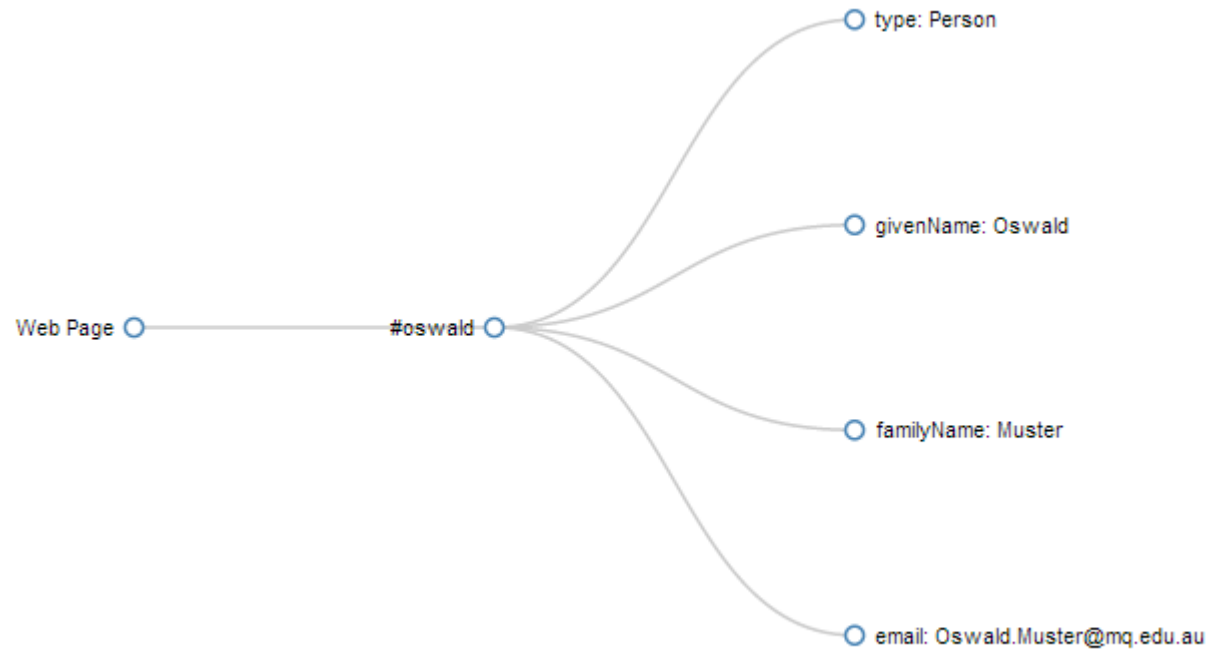 type: Person
givenName: Oswald
Web Page
#oswald
familyName: Muster
email: Oswald.Muster@mq.edu.au